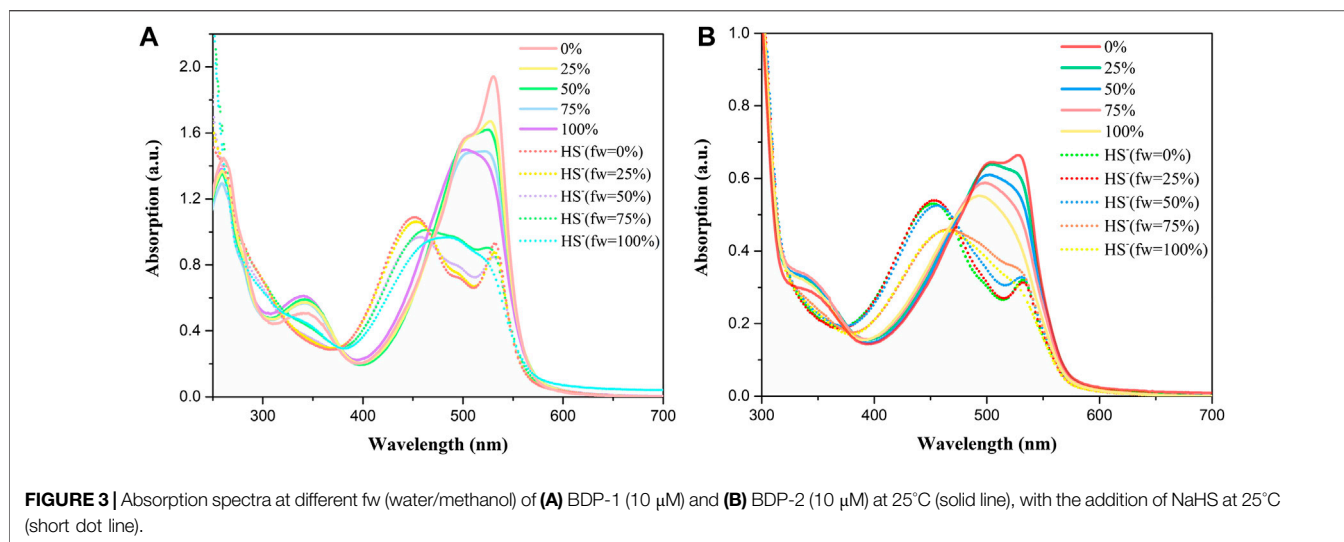 A
0%
25%
50%
75%
100%
HS⁻(fw=0%)
HS⁻(fw=25%)
HS⁻(fw=50%)
HS⁻(fw=75%)
HS⁻(fw=100%)
2.0
1.6
1.2
0.8
0.4
0.0
Absorption (a.u.)
300
400
500
600
700
Wavelength (nm)
B
0%
25%
50%
75%
100%
HS⁻(fw=0%)
HS⁻(fw=25%)
HS⁻(fw=50%)
HS⁻(fw=75%)
HS⁻(fw=100%)
1.0
0.8
0.6
0.4
0.2
0.0
Absorption (a.u.)
300
400
500
600
700
Wavelength (nm)
FIGURE 3 | Absorption spectra at different fw (water/methanol) of (A) BDP-1 (10 μM) and (B) BDP-2 (10 μM) at 25°C (solid line), with the addition of NaHS at 25°C
(short dot line).